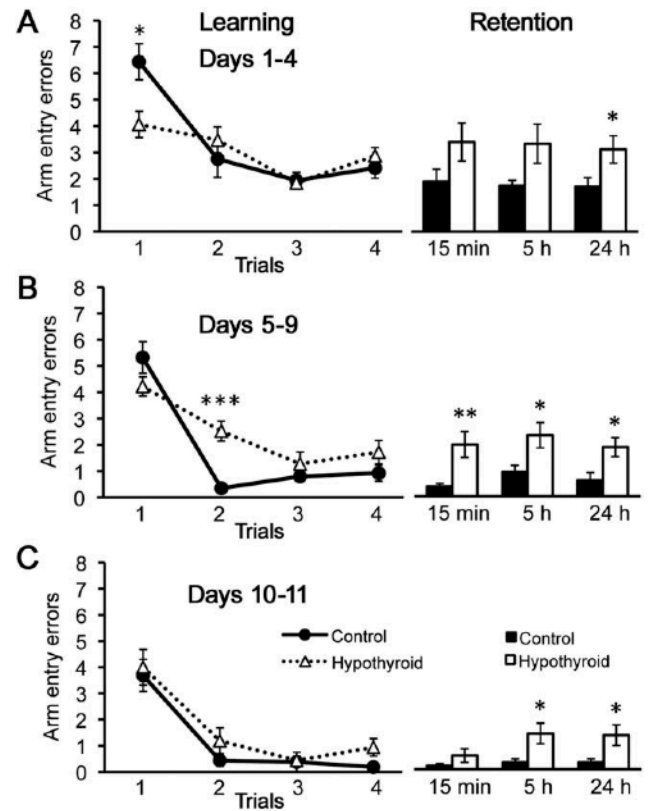 A Learning Retention
Days 1-4
Arm entry errors
8
7
6
5
4
3
2
1
0
*
*
1 2 3 4
Trials
15 min 5 h 24 h
B
Days 5-9
Arm entry errors
8
7
6
5
4
3
2
1
0
***
** * *
1 2 3 4
Trials
15 min 5 h 24 h
C
Days 10-11
Arm entry errors
8
7
6
5
4
3
2
1
0
Control
Hypothyroid
Control
Hypothyroid
* *
1 2 3 4
Trials
15 min 5 h 24 h